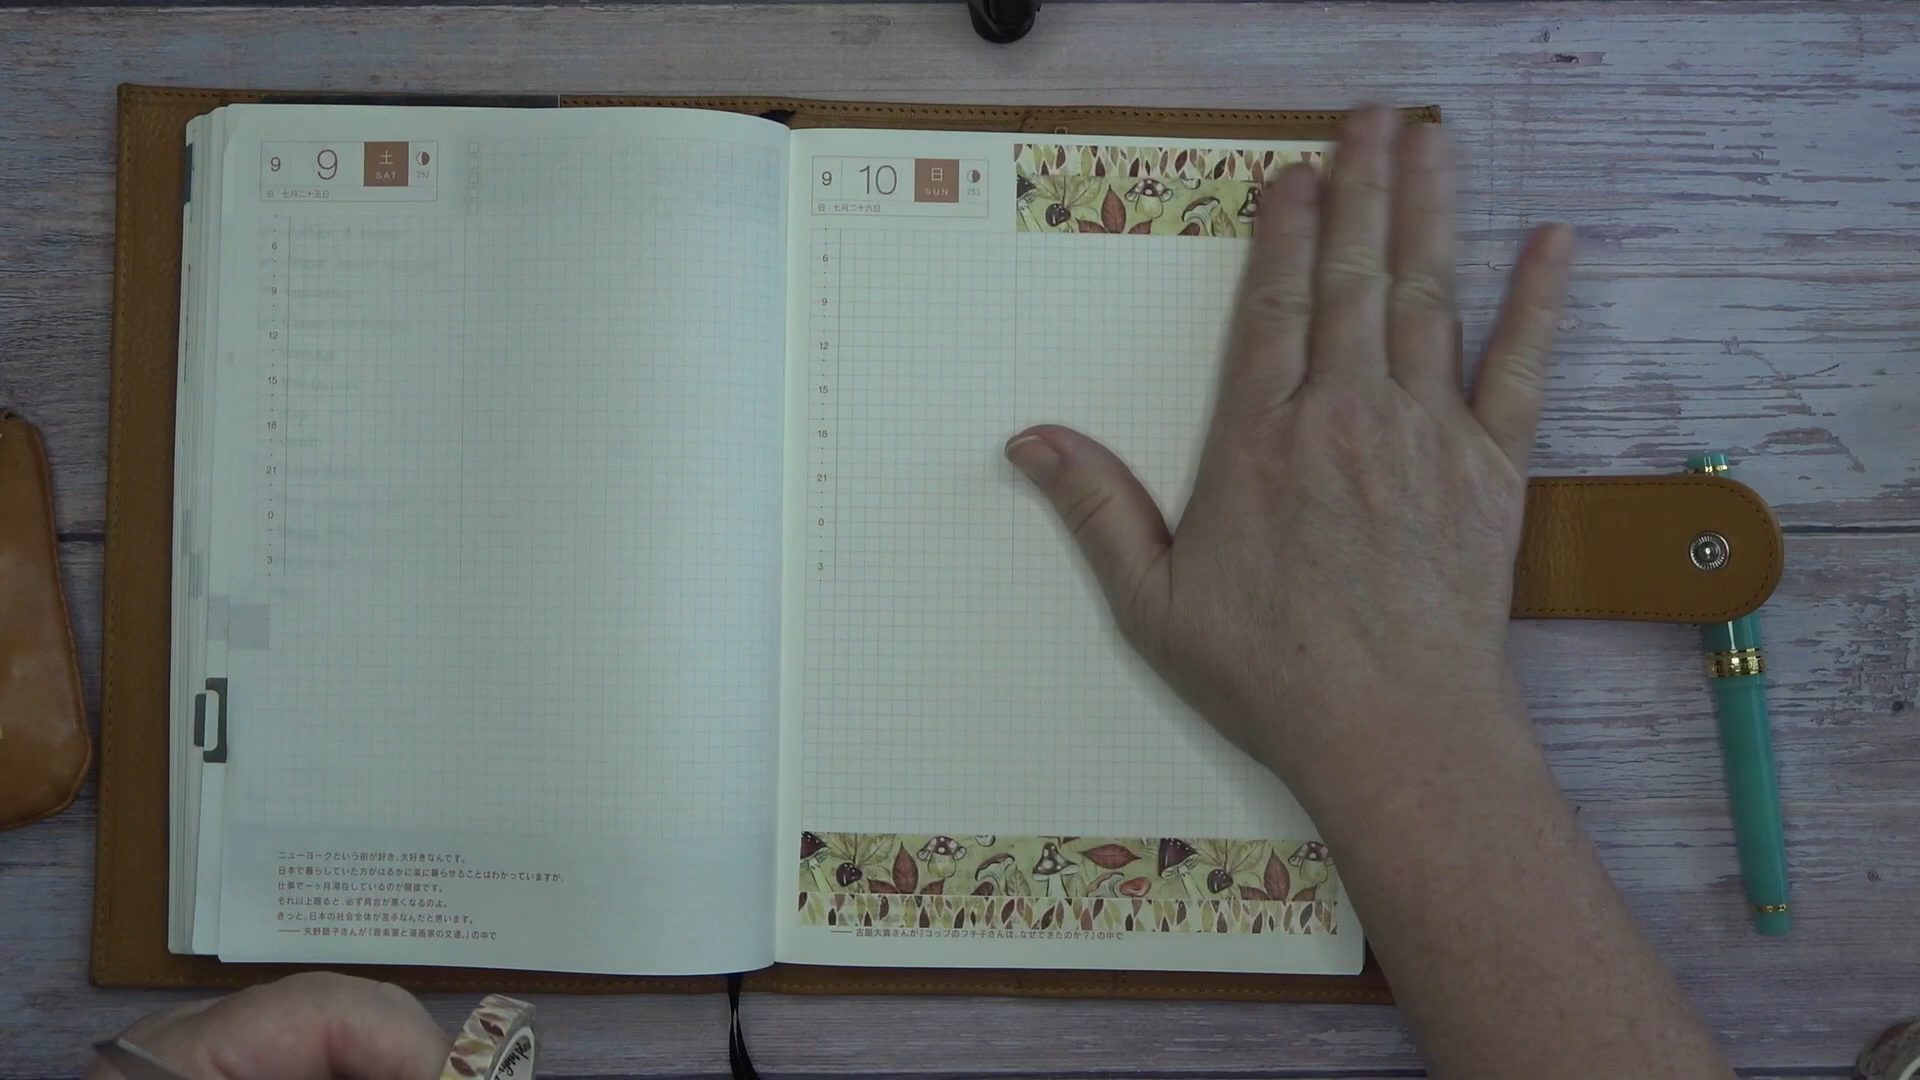 9 9 土 SAT 252
旧 七月二十五日
6
9
12
15
18
21
0
3
ニューヨークという街が好き、大好きなんです。
日本で暮らしていた方がはるかに楽に暮らせることはわかっていますが、
仕事で一ヶ月滞在しているのが限度です。
それ以上居ると、必ず具合が悪くなるのよ。
きっと、日本の社会全体が苦手なんだと思います。
—— 矢野顕子さんが『音楽家と漫画家の文通。』の中で
9 10 日 SUN 253
旧 七月二十六日
6
9
12
15
18
21
0
3
—— 古屋大貴さんが『コップのフチ子さんは、なぜできたのか?』の中で